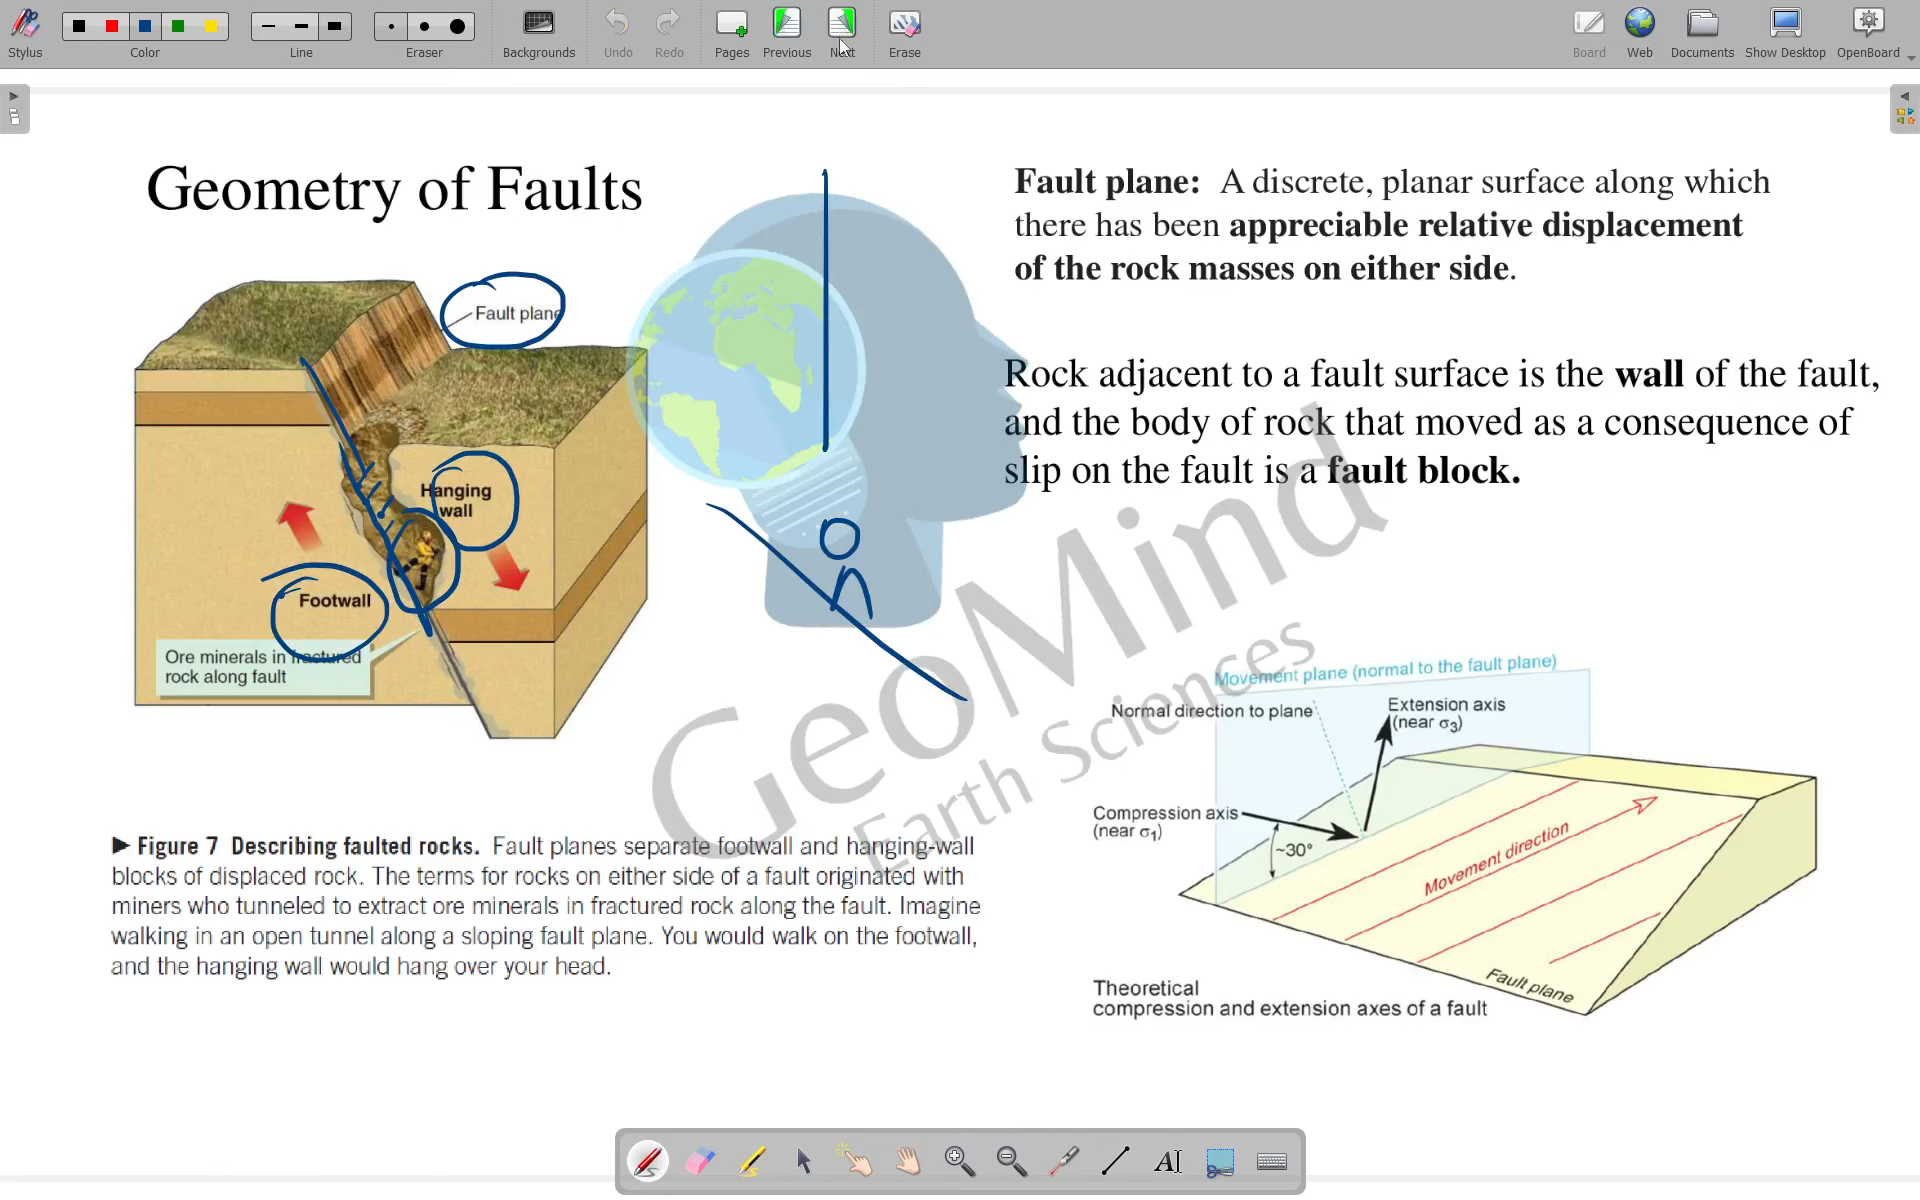 Stylus
Color
Line
Eraser
Backgrounds
Undo
Redo
Pages
Previous
Next
Erase
Board
Web
Documents
Show Desktop
OpenBoard
Geometry of Faults
Fault plane
Hanging
wall
Footwall
Ore minerals in fractured
rock along fault
► Figure 7 Describing faulted rocks. Fault planes separate footwall and hanging-wall
blocks of displaced rock. The terms for rocks on either side of a fault originated with
miners who tunneled to extract ore minerals in fractured rock along the fault. Imagine
walking in an open tunnel along a sloping fault plane. You would walk on the footwall,
and the hanging wall would hang over your head.
Fault plane: A discrete, planar surface along which
there has been appreciable relative displacement
of the rock masses on either side.
Rock adjacent to a fault surface is the wall of the fault,
and the body of rock that moved as a consequence of
slip on the fault is a fault block.
GeoMind
Earth Sciences
Movement plane (normal to the fault plane)
Normal direction to plane
Extension axis
(near σ3)
Compression axis
(near σ1)
~30°
Movement direction
Fault plane
Theoretical
compression and extension axes of a fault
AI